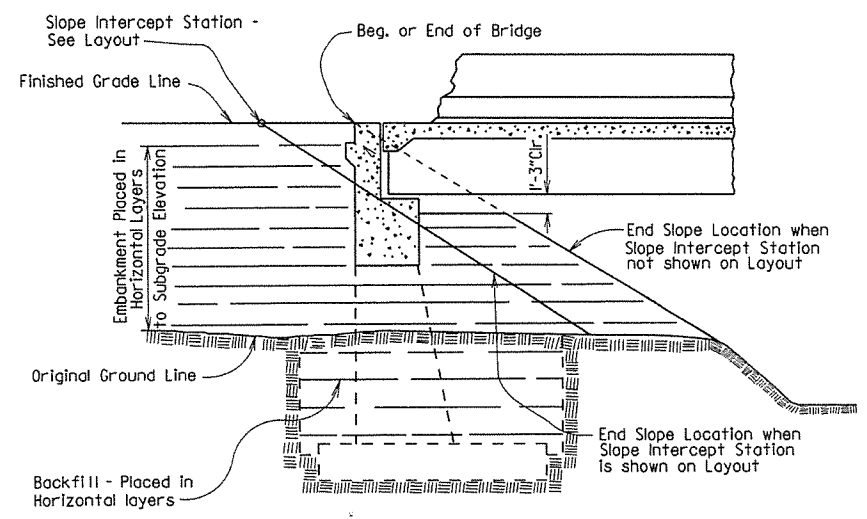 Slope Intercept Station -
See Layout
Beg. or End of Bridge
Finished Grade Line
1'-3"Clr.
Embankment Placed in
Horizontal Layers
to Subgrade Elevation
End Slope Location when
Slope Intercept Station
not shown on Layout
Original Ground Line
End Slope Location when
Slope Intercept Station
is shown on Layout
Backfill - Placed in
Horizontal layers